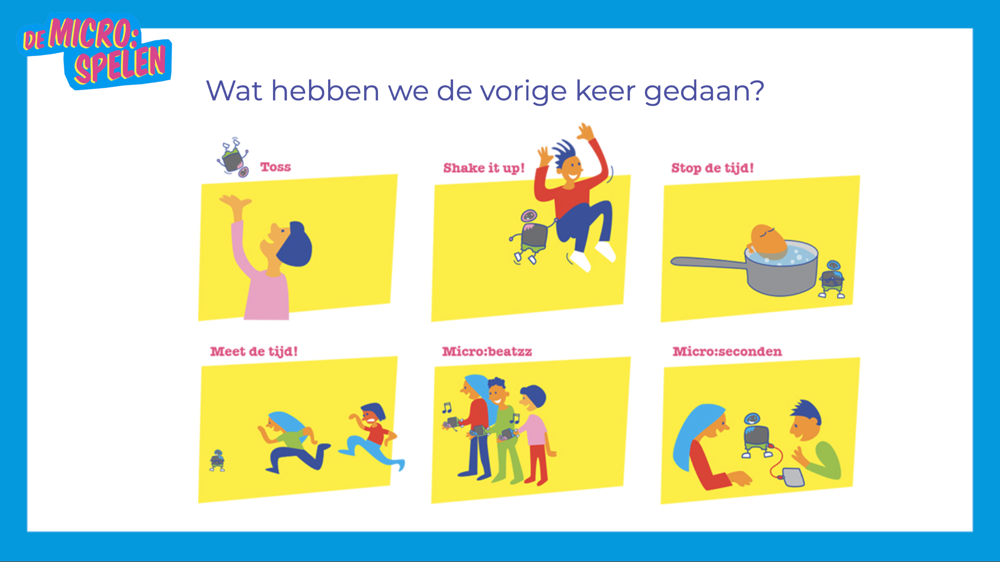 DE MICRO:
SPELEN
Wat hebben we de vorige keer gedaan?
Toss
Shake it up!
Stop de tijd!
Meet de tijd!
Micro:beatzz
Micro:seconden